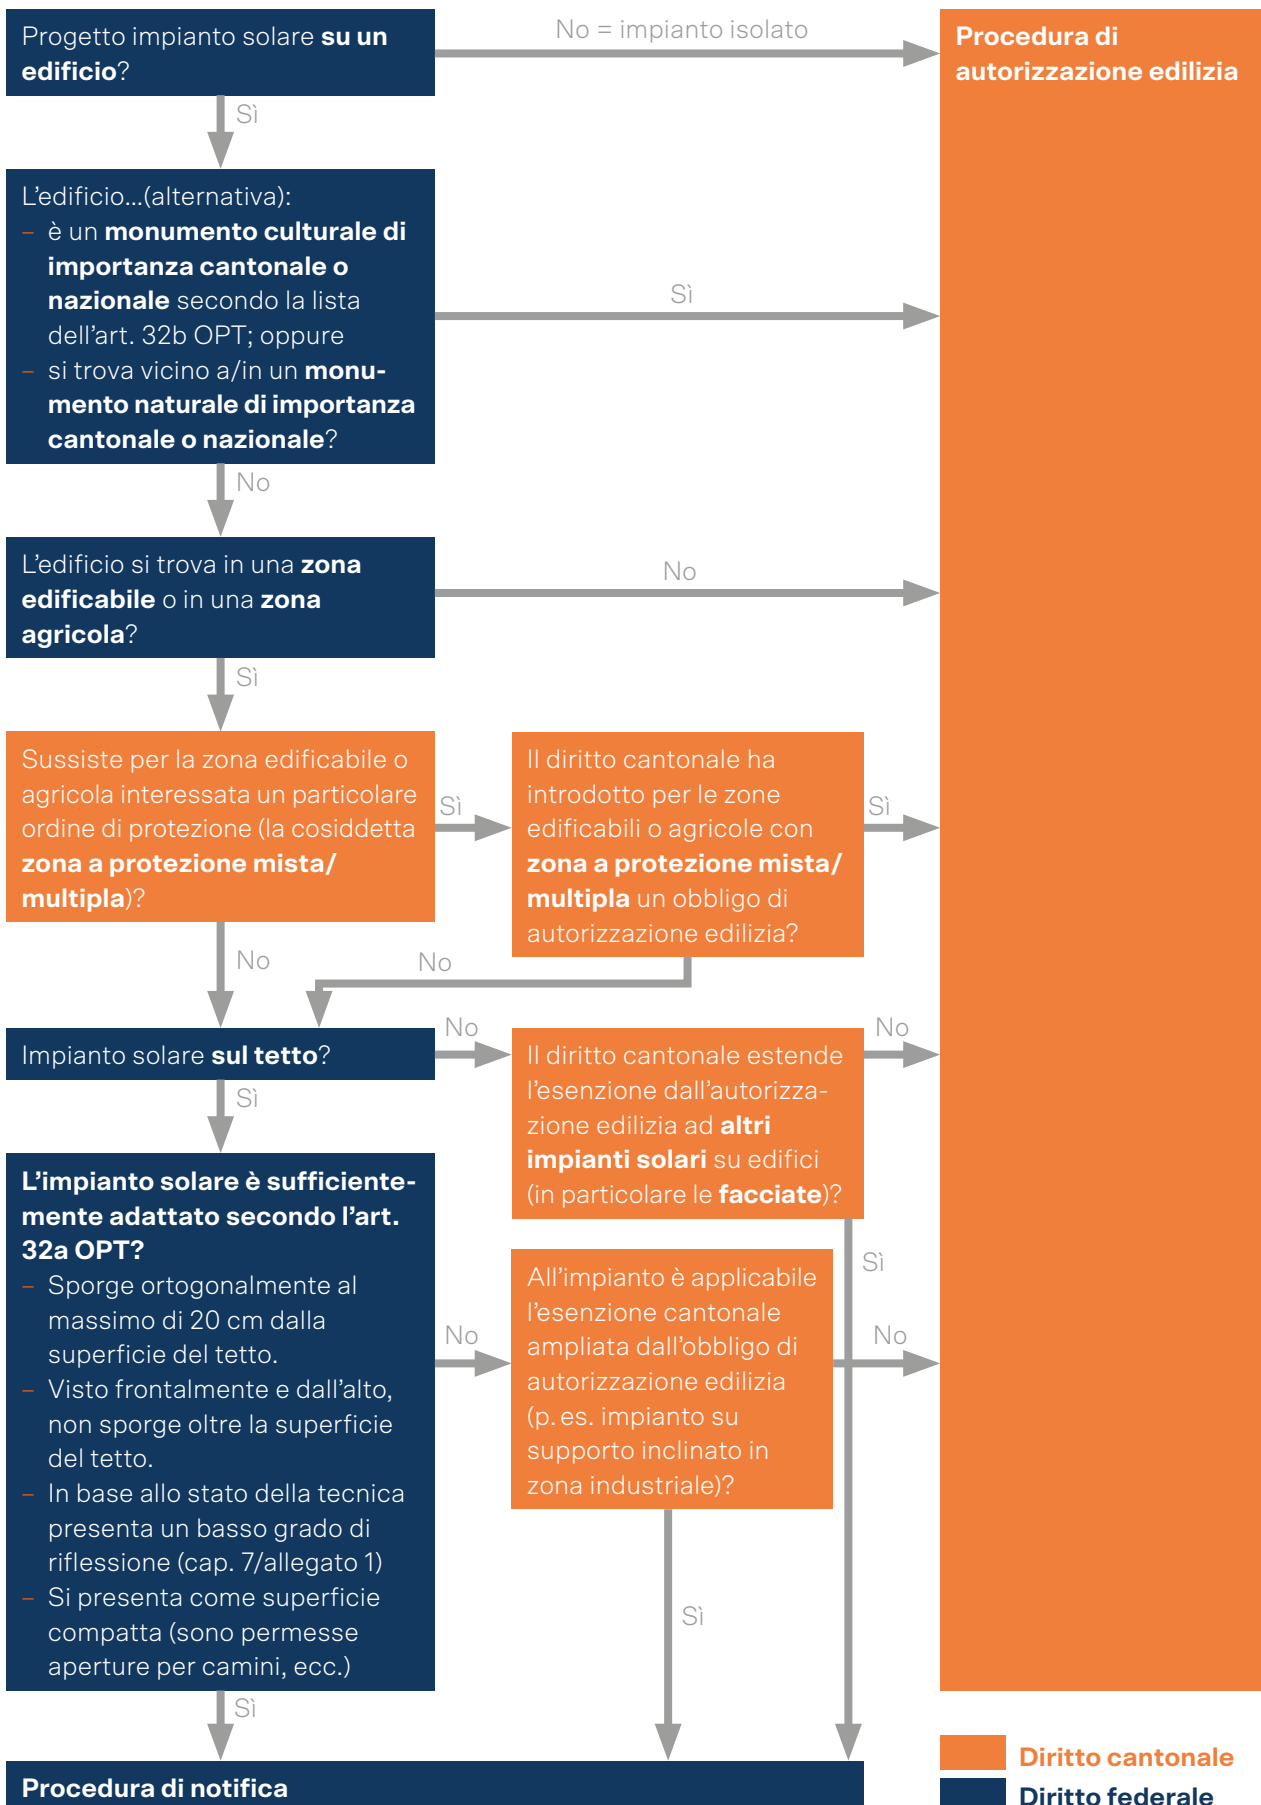 Progetto impianto solare su un
edificio?
No = impianto isolato
Procedura di
autorizzazione edilizia
Sì
L'edificio...(alternativa):
– è un monumento culturale di
importanza cantonale o
nazionale secondo la lista
dell'art. 32b OPT; oppure
– si trova vicino a/in un monu-
mento naturale di importanza
cantonale o nazionale?
Sì
No
L'edificio si trova in una zona
edificabile o in una zona
agricola?
No
Sì
Sussiste per la zona edificabile o
agricola interessata un particolare
ordine di protezione (la cosiddetta
zona a protezione mista/
multipla)?
Sì
Il diritto cantonale ha
introdotto per le zone
edificabili o agricole con
zona a protezione mista/
multipla un obbligo di
autorizzazione edilizia?
Sì
No
No
Impianto solare sul tetto?
No
Il diritto cantonale estende
l'esenzione dall'autorizza-
zione edilizia ad altri
impianti solari su edifici
(in particolare le facciate)?
No
Sì
Sì
L'impianto solare è sufficiente-
mente adattato secondo l'art.
32a OPT?
– Sporge ortogonalmente al
massimo di 20 cm dalla
superficie del tetto.
– Visto frontalmente e dall'alto,
non sporge oltre la superficie
del tetto.
– In base allo stato della tecnica
presenta un basso grado di
riflessione (cap. 7/allegato 1)
– Si presenta come superficie
compatta (sono permesse
aperture per camini, ecc.)
No
All'impianto è applicabile
l'esenzione cantonale
ampliata dall'obbligo di
autorizzazione edilizia
(p. es. impianto su
supporto inclinato in
zona industriale)?
No
Sì
Sì
Procedura di notifica
Diritto cantonale
Diritto federale